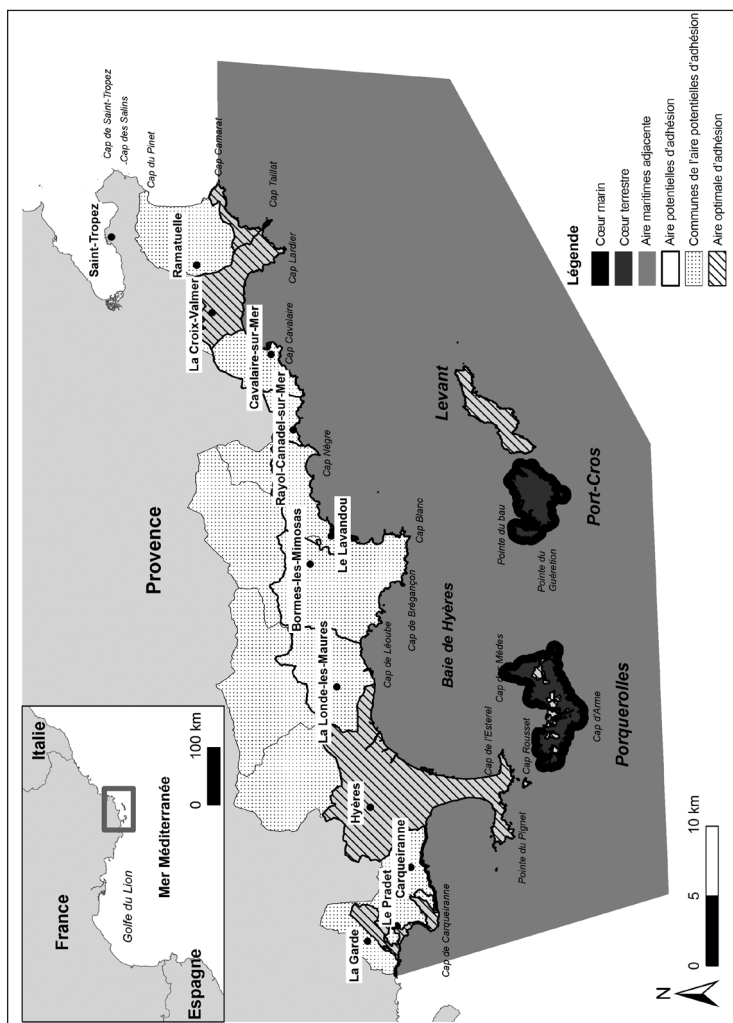 France
Italie
Golfe du Lion
Mer Méditerranée
Espagne
0 100 km
Provence
Saint-Tropez
Cap de Saint-Tropez
Cap des Salins
Cap du Pinet
Ramatuelle
Cap Camarat
La Croix-Valmer
Cap Taillat
Cap Lardier
Cavalaire-sur-Mer
Cap Cavalaire
Rayol-Canadel-sur-Mer
Cap Nègre
Bormes-les-Mimosas
Le Lavandou
Cap Blanc
Cap de Brégançon
La Londe-les-Maures
Cap de Léoube
Baie de Hyères
Hyères
Cap de l'Esterel
La Garde
Le Pradet
Carqueiranne
Cap de Carqueiranne
Pointe du Pignet
Cap Rousset
Cap des Mèdes
Cap d'Arme
Porquerolles
Pointe du bau
Pointe du
Guéretion
Port-Cros
Levant
Légende
Cœur marin
Cœur terrestre
Aire maritimes adjacente
Aire potentielles d'adhésion
Communes de l'aire potentielles d'adhésion
Aire optimale d'adhésion
N
0 5 10 km